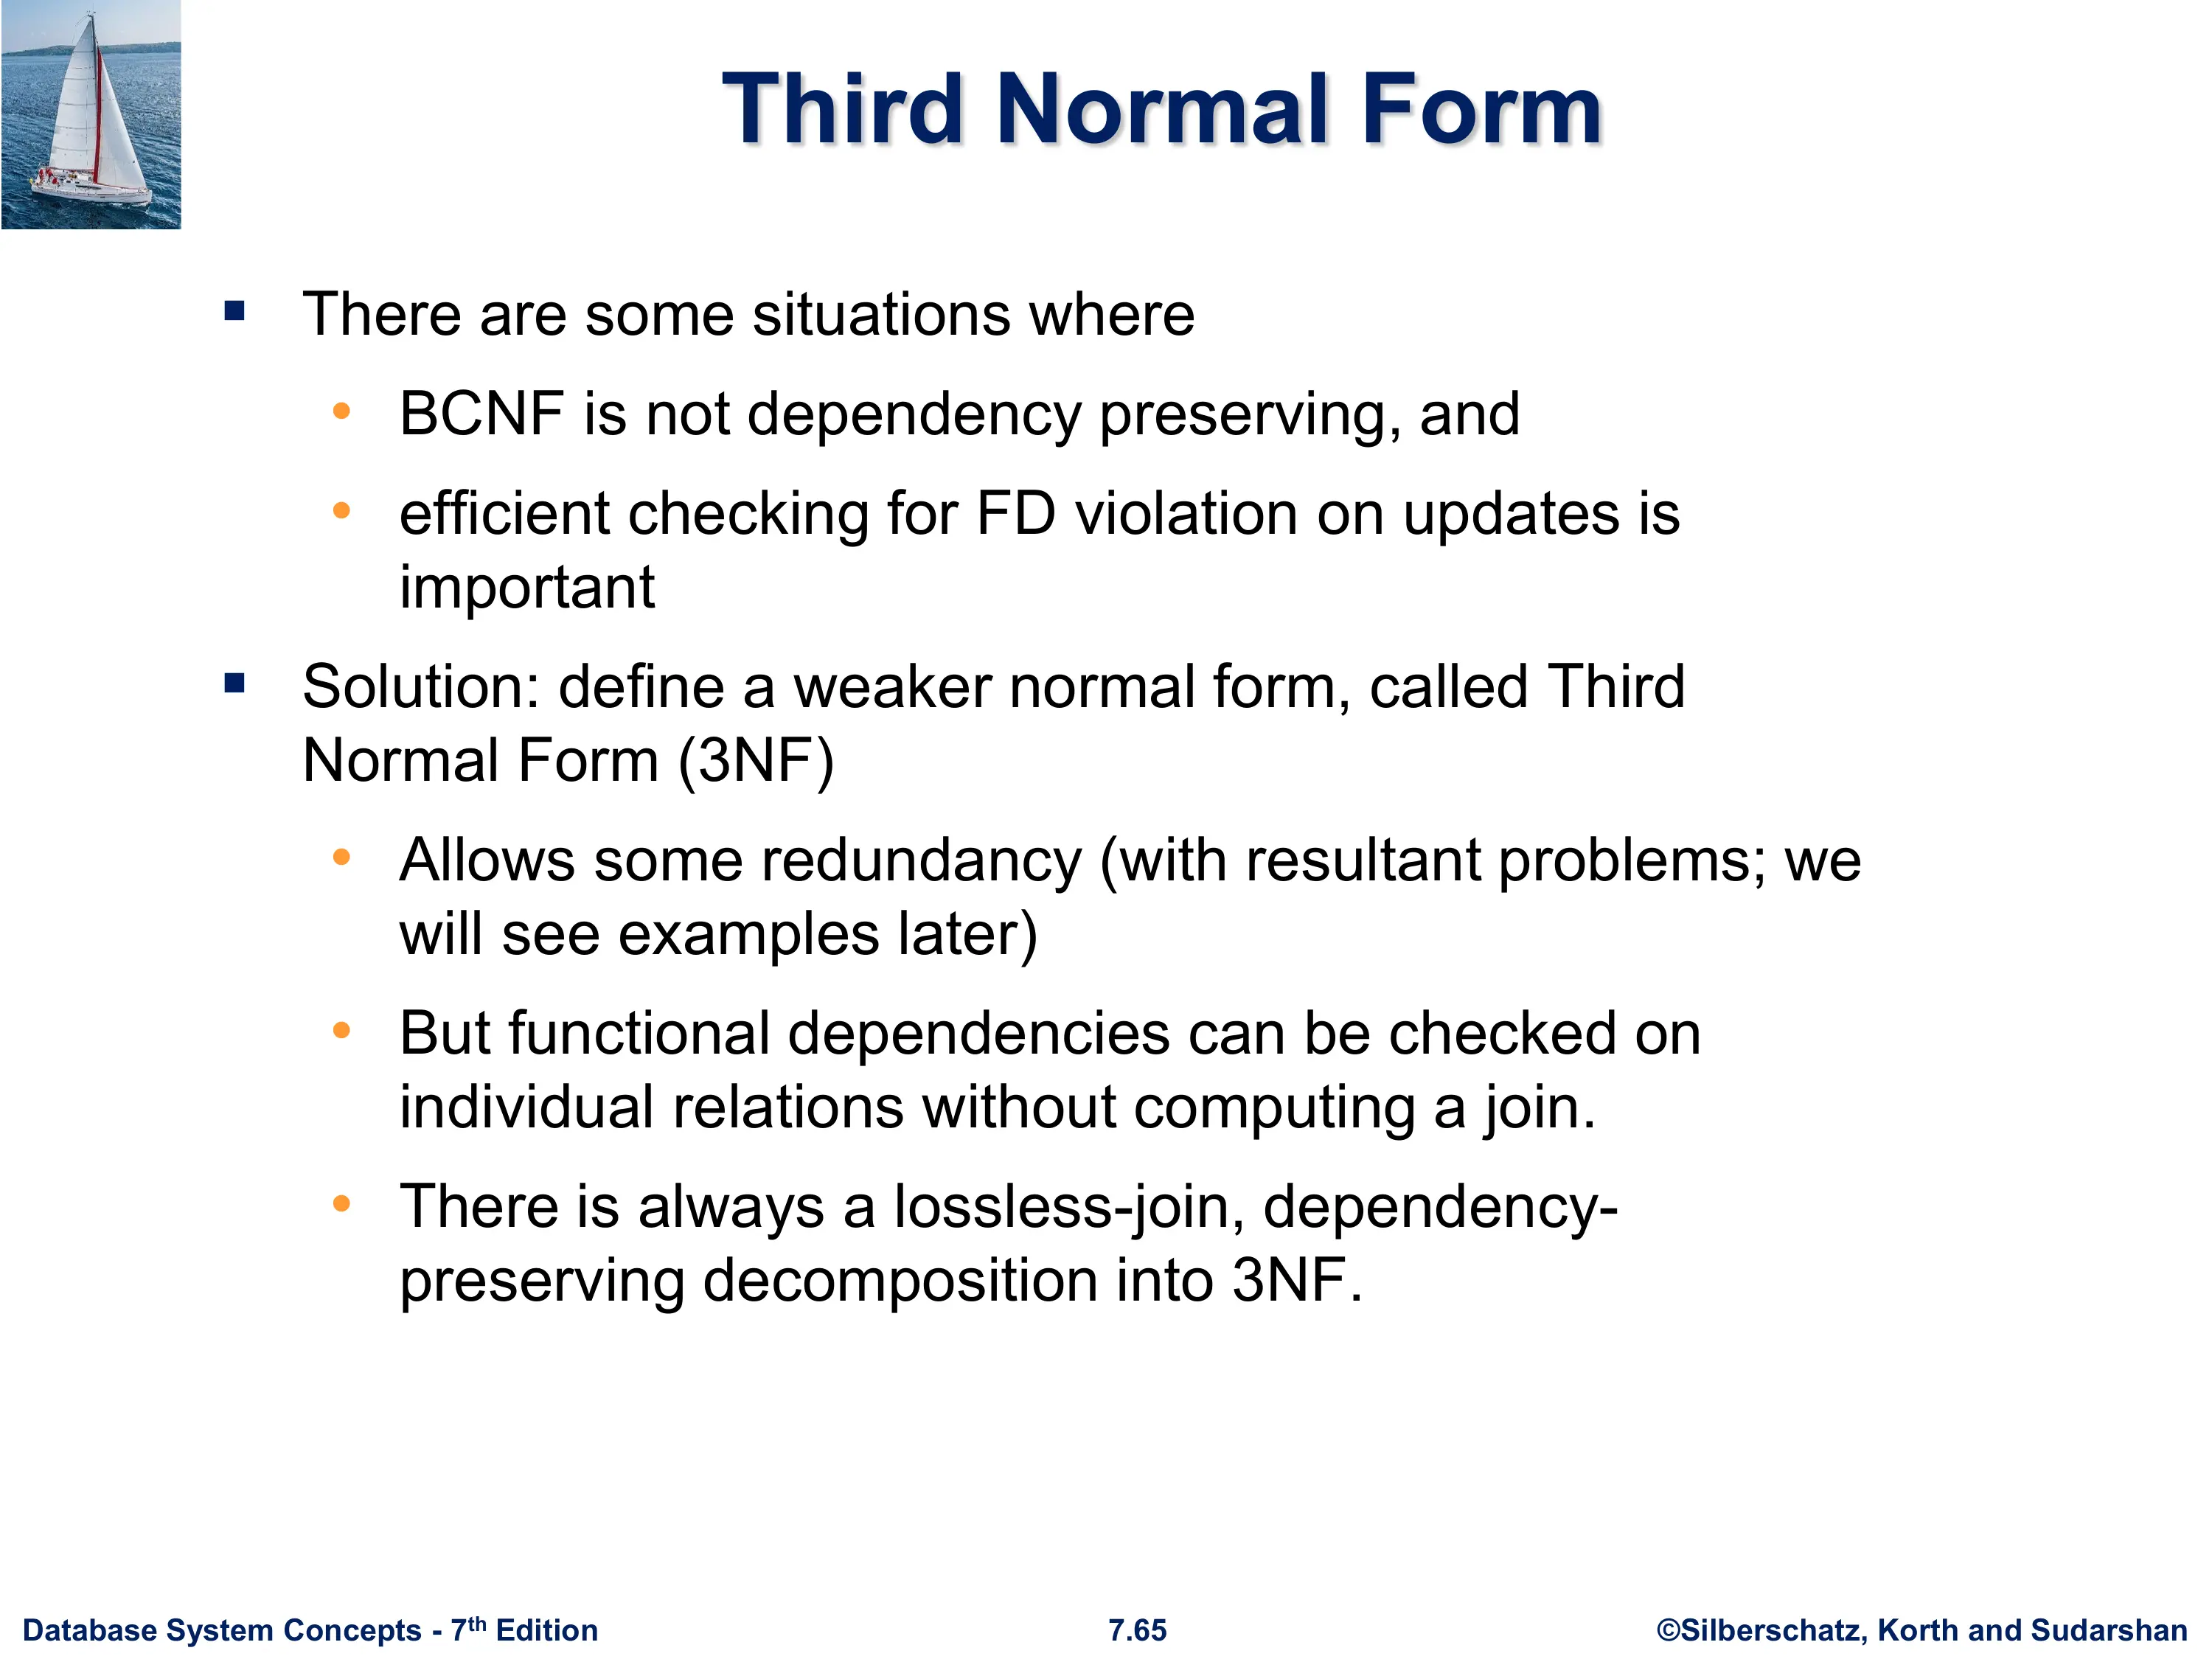 Third Normal Form
▪ There are some situations where
• BCNF is not dependency preserving, and
• efficient checking for FD violation on updates is
important
▪ Solution: define a weaker normal form, called Third
Normal Form (3NF)
• Allows some redundancy (with resultant problems; we
will see examples later)
• But functional dependencies can be checked on
individual relations without computing a join.
• There is always a lossless-join, dependency-
preserving decomposition into 3NF.
Database System Concepts - 7th Edition
7.65
©Silberschatz, Korth and Sudarshan